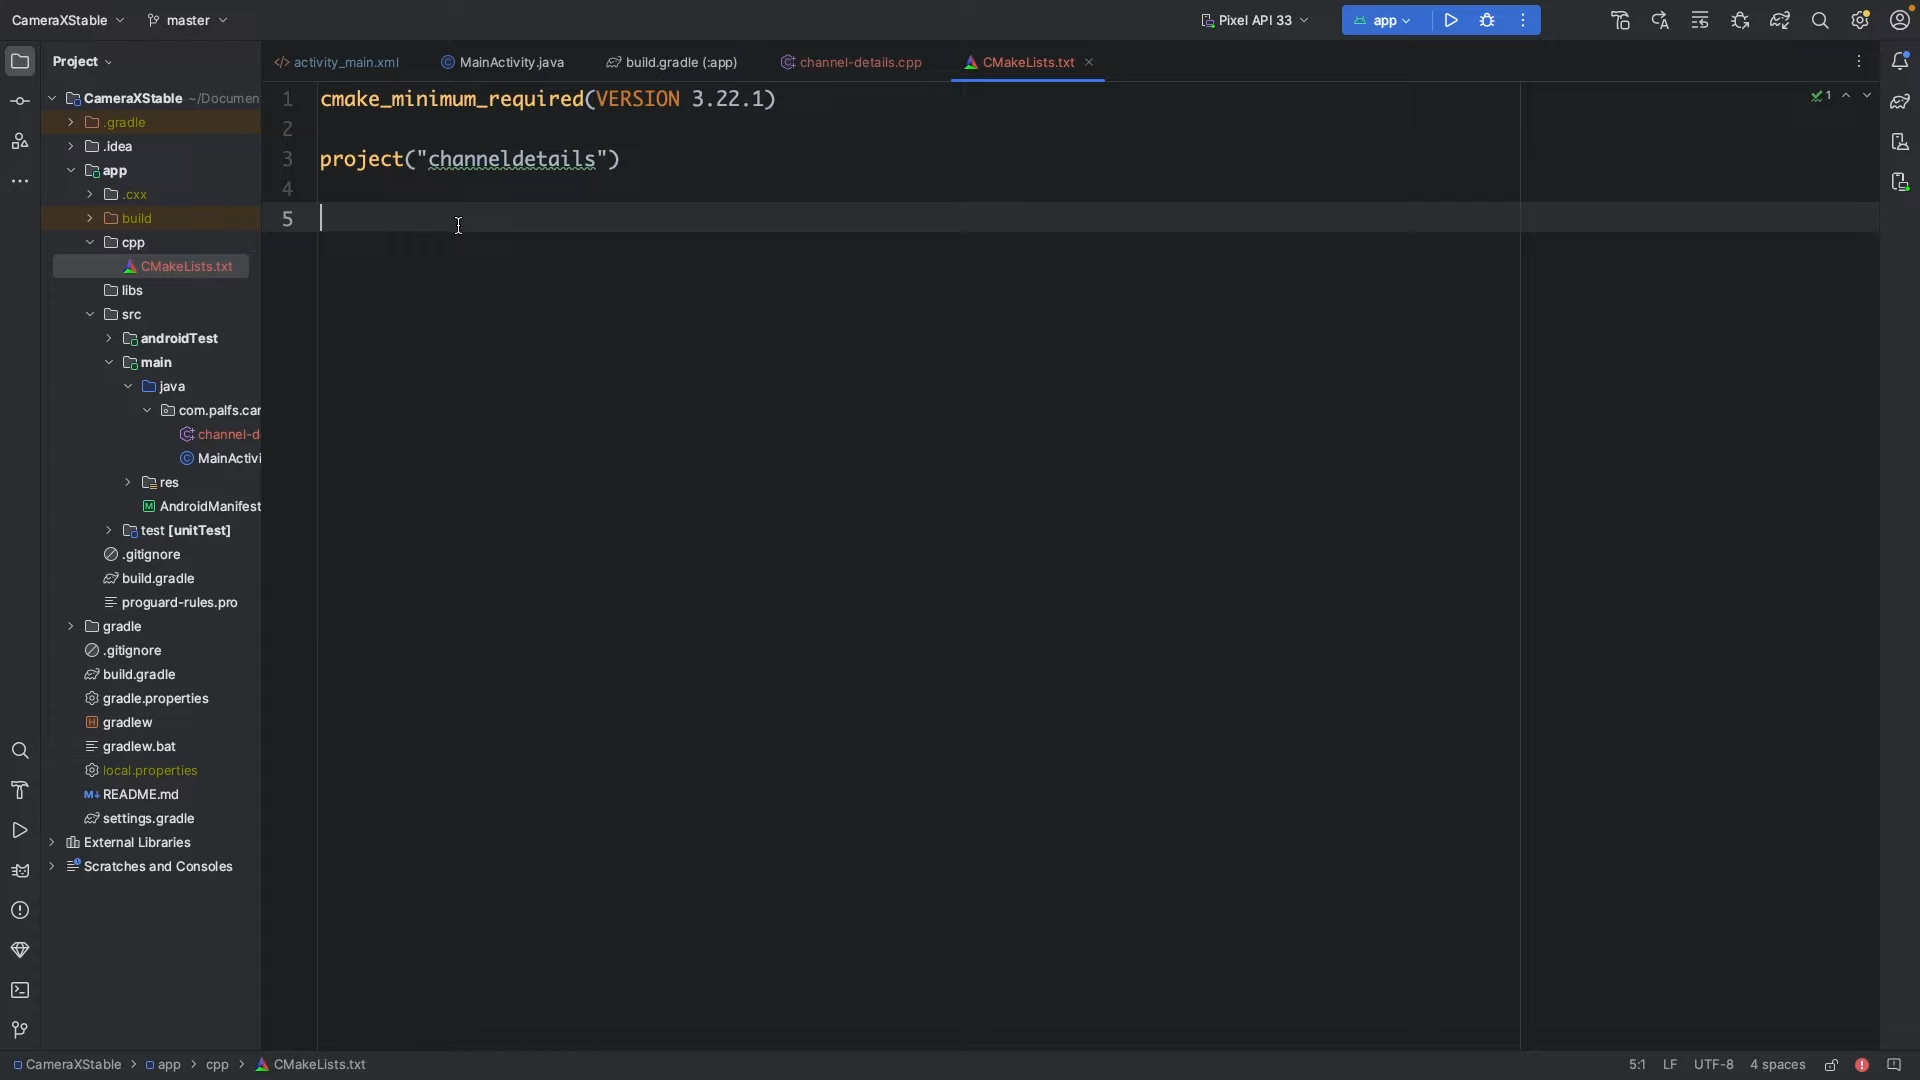 CameraXStable
master
Pixel API 33
app
Project
activity_main.xml
MainActivity.java
build.gradle (:app)
channel-details.cpp
CMakeLists.txt
CameraXStable ~/Documen
.gradle
.idea
app
.cxx
build
cpp
CMakeLists.txt
libs
src
androidTest
main
java
com.palfs.car
channel-d
MainActivi
res
AndroidManifest
test [unitTest]
.gitignore
build.gradle
proguard-rules.pro
gradle
.gitignore
build.gradle
gradle.properties
gradlew
gradlew.bat
local.properties
README.md
settings.gradle
External Libraries
Scratches and Consoles
1 cmake_minimum_required(VERSION 3.22.1)
2
3 project("channeldetails")
4
5
1
CameraXStable > app > cpp > CMakeLists.txt
5:1 LF UTF-8 4 spaces